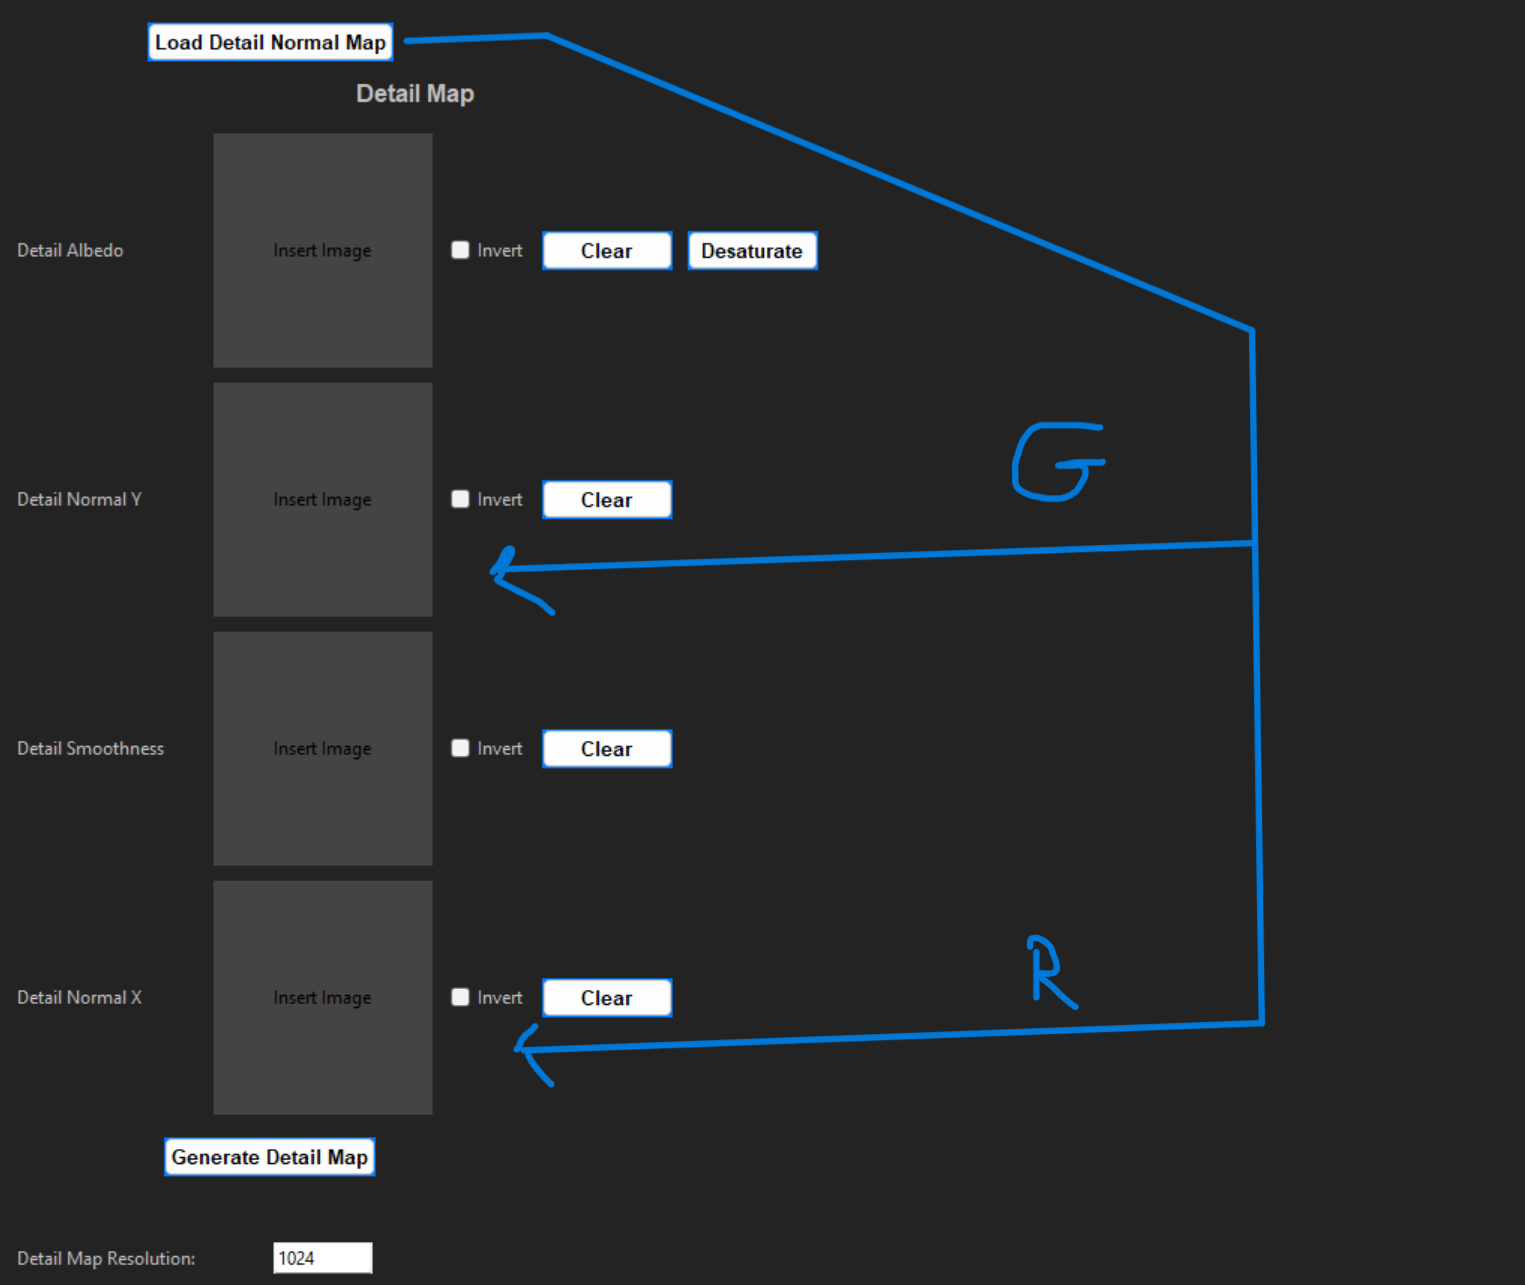 Load Detail Normal Map
Detail Map
Detail Albedo Insert Image Invert Clear Desaturate
G
Detail Normal Y Insert Image Invert Clear
Detail Smoothness Insert Image Invert Clear
R
Detail Normal X Insert Image Invert Clear
Generate Detail Map
Detail Map Resolution: 1024